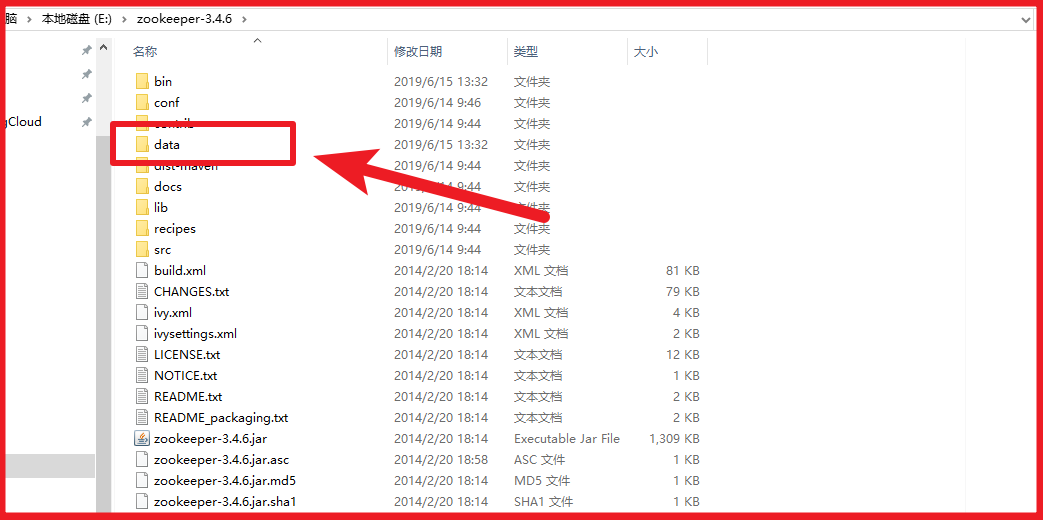 脑 › 本地磁盘 (E:) › zookeeper-3.4.6 ›
名称 修改日期 类型 大小
bin 2019/6/15 13:32 文件夹
conf 2019/6/14 9:46 文件夹
contrib 2019/6/14 9:44 文件夹
gCloud
data 2019/6/15 13:32 文件夹
dist-maven 2019/6/14 9:44 文件夹
docs 2019/6/14 9:44 文件夹
lib 2019/6/14 9:44 文件夹
recipes 2019/6/14 9:44 文件夹
src 2019/6/14 9:44 文件夹
build.xml 2014/2/20 18:14 XML 文档 81 KB
CHANGES.txt 2014/2/20 18:14 文本文档 79 KB
ivy.xml 2014/2/20 18:14 XML 文档 4 KB
ivysettings.xml 2014/2/20 18:14 XML 文档 2 KB
LICENSE.txt 2014/2/20 18:14 文本文档 12 KB
NOTICE.txt 2014/2/20 18:14 文本文档 1 KB
README.txt 2014/2/20 18:14 文本文档 2 KB
README_packaging.txt 2014/2/20 18:14 文本文档 2 KB
zookeeper-3.4.6.jar 2014/2/20 18:14 Executable Jar File 1,309 KB
zookeeper-3.4.6.jar.asc 2014/2/20 18:58 ASC 文件 1 KB
zookeeper-3.4.6.jar.md5 2014/2/20 18:14 MD5 文件 1 KB
zookeeper-3.4.6.jar.sha1 2014/2/20 18:14 SHA1 文件 1 KB